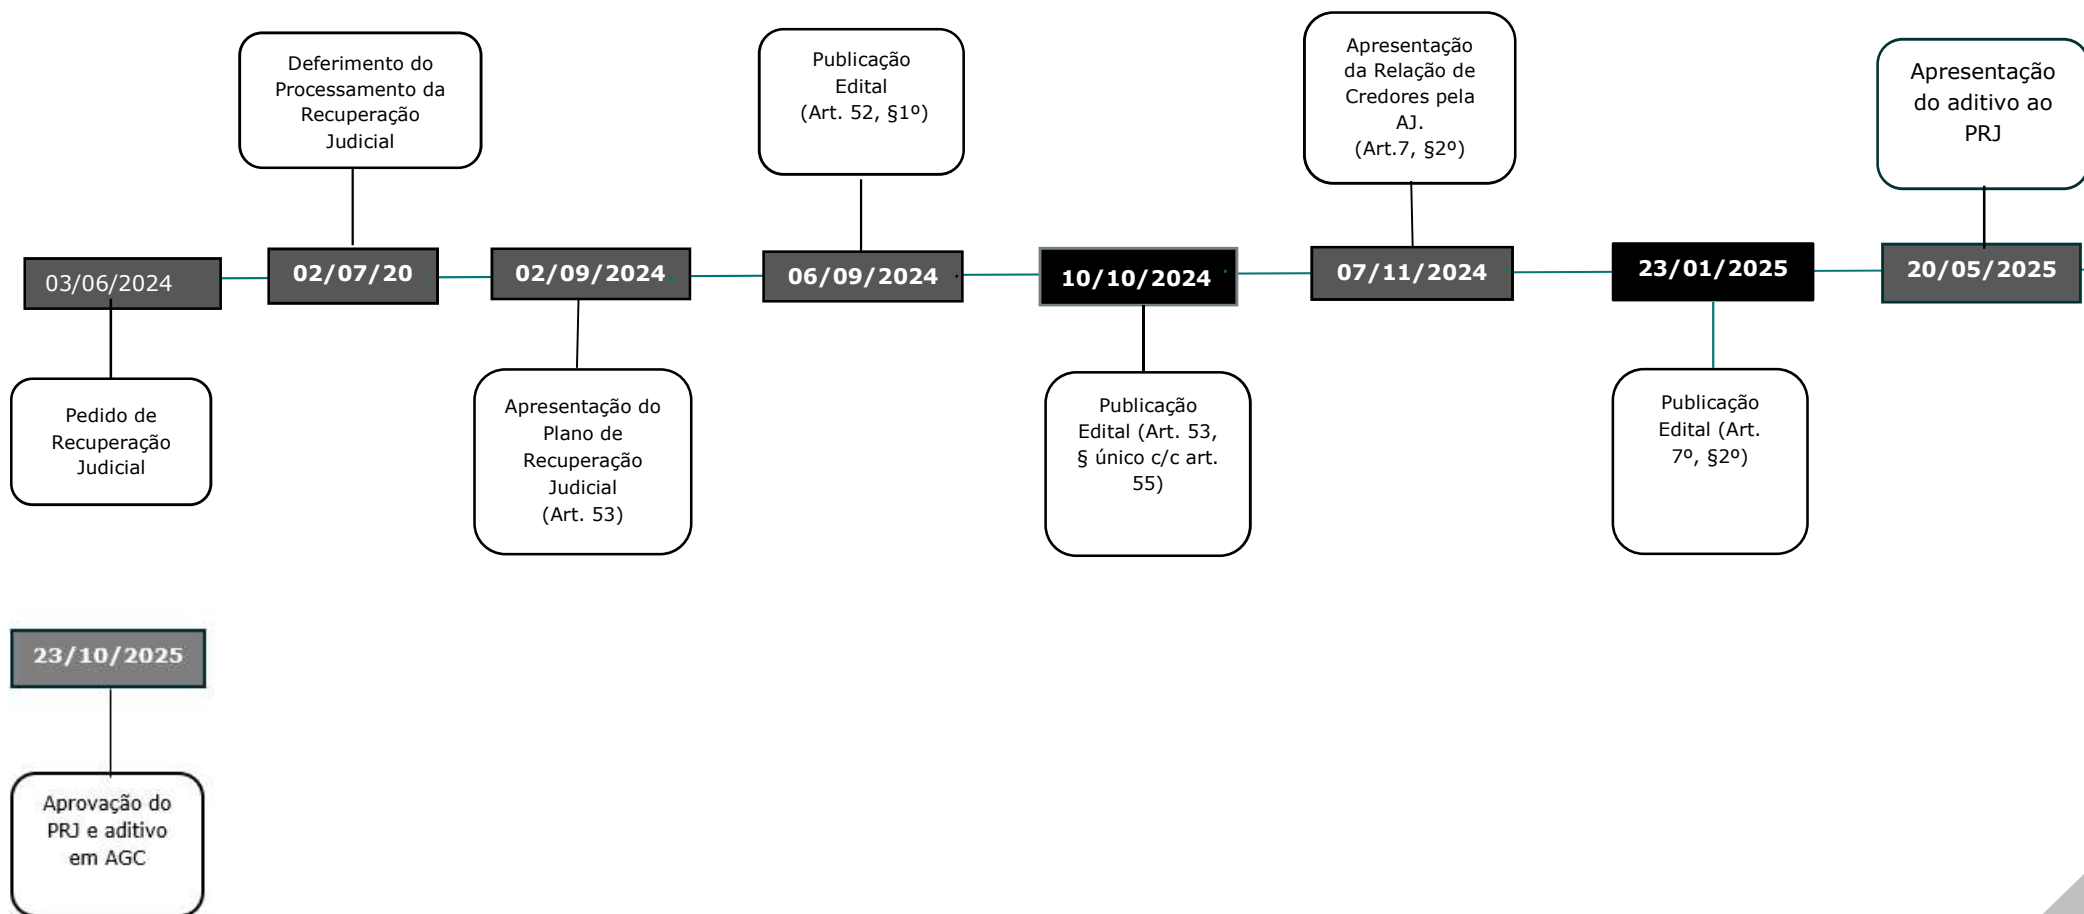 Deferimento do
Processamento da
Recuperação
Judicial
Publicação
Edital
(Art. 52, §1º)
Apresentação
da Relação de
Credores pela
AJ.
(Art.7, §2º)
Apresentação
do aditivo ao
PRJ
03/06/2024
02/07/20
02/09/2024
06/09/2024
10/10/2024
07/11/2024
23/01/2025
20/05/2025
Pedido de
Recuperação
Judicial
Apresentação do
Plano de
Recuperação
Judicial
(Art. 53)
Publicação
Edital (Art. 53,
§ único c/c art.
55)
Publicação
Edital (Art.
7º, §2º)
23/10/2025
Aprovação do
PRJ e aditivo
em AGC